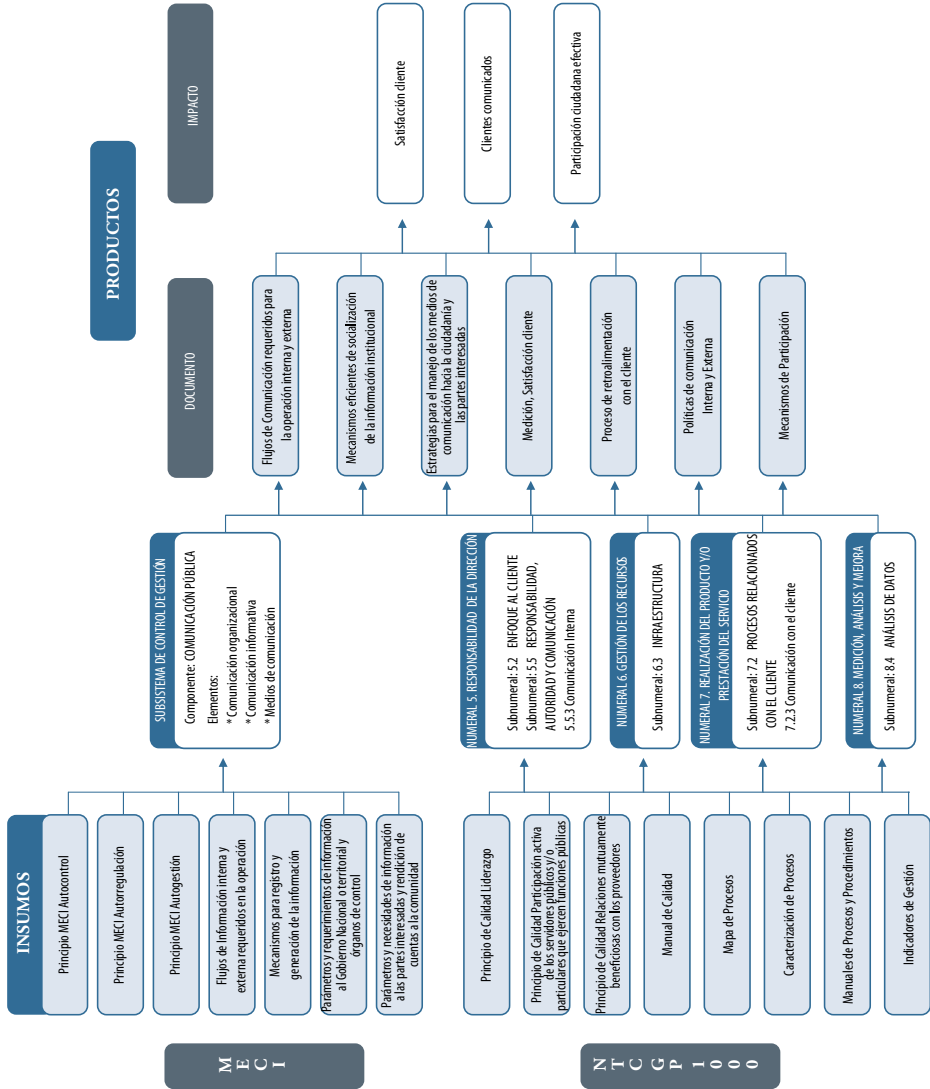 PRODUCTOS
INSUMOS
DOCUMENTO
IMPACTO
M
E
C
I
Principio MECI Autocontrol
Principio MECI Autorregulación
Principio MECI Autogestión
Flujos de Información interna y
externa requeridos en la operación
Mecanismos para registro y
generación de la información
Parámetros y requerimientos de información
al Gobierno Nacional o territorial y
órganos de control
Parámetros y necesidades de información
a las partes interesadas y rendición de
cuentas a la comunidad
N
T
C
G
P
1
0
0
0
Principio de Calidad Liderazgo
Principio de Calidad Participación activa
de los servidores públicos y/o
particulares que ejercen funciones públicas
Principio de Calidad Relaciones mutuamente
beneficiosas con los proveedores
Manual de Calidad
Mapa de Procesos
Caracterización de Procesos
Manuales de Procesos y Procedimientos
Indicadores de Gestión
SUBSISTEMA DE CONTROL DE GESTIÓN
Componente: COMUNICACIÓN PÚBLICA
Elementos:
* Comunicación organizacional
* Comunicación informativa
* Medios de comunicación
NUMERAL 5. RESPONSABILIDAD DE LA DIRECCIÓN
Subnumeral: 5.2 ENFOQUE AL CLIENTE
Subnumeral: 5.5 RESPONSABILIDAD,
AUTORIDAD Y COMUNICACIÓN
5.5.3 Comunicación Interna
NUMERAL 6. GESTIÓN DE LOS RECURSOS
Subnumeral: 6.3 INFRAESTRUCTURA
NUMERAL 7. REALIZACIÓN DEL PRODUCTO Y/O
PRESTACIÓN DEL SERVICIO
Subnumeral: 7.2 PROCESOS RELACIONADOS
CON EL CLIENTE
7.2.3 Comunicación con el cliente
NUMERAL 8. MEDICIÓN, ANÁLISIS Y MEJORA
Subnumeral: 8.4 ANÁLISIS DE DATOS
Flujos de Comunicación requeridos para
la operación interna y externa
Mecanismos eficientes de socialización
de la información institucional
Estrategias para el manejo de los medios de
comunicación hacia la ciudadanía y
las partes interesadas
Medición, Satisfacción cliente
Proceso de retroalimentación
con el cliente
Políticas de comunicación
Interna y Externa
Mecanismos de Participación
Satisfacción cliente
Clientes comunicados
Participación ciudadana efectiva